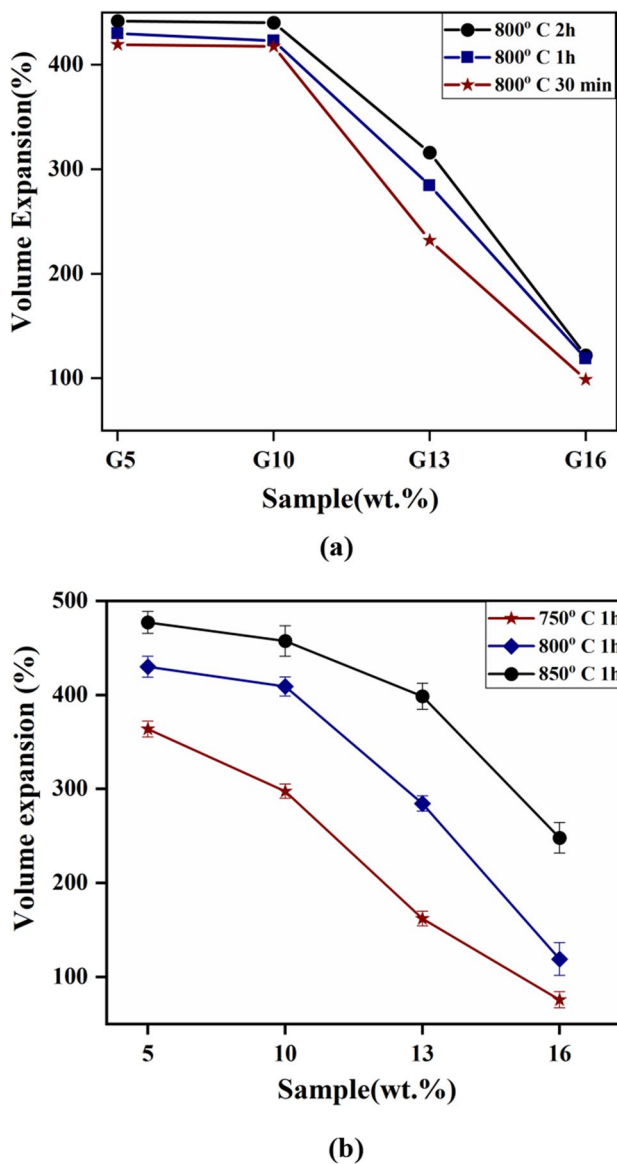 800° C 2h
800° C 1h
800° C 30 min
Volume Expansion(%)
400
300
200
100
G5 G10 G13 G16
Sample(wt.%)
(a)
500
750° C 1h
800° C 1h
850° C 1h
Volume expansion (%)
400
300
200
100
5 10 13 16
Sample(wt.%)
(b)